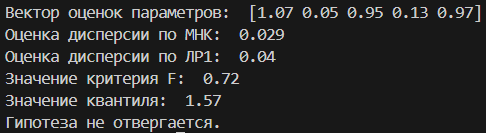 Вектор оценок параметров:  [1.07 0.05 0.95 0.13 0.97]
Оценка дисперсии по МНК:  0.029
Оценка дисперсии по ЛР1:  0.04
Значение критерия F:  0.72
Значение квантиля:  1.57
Гипотеза не отвергается.